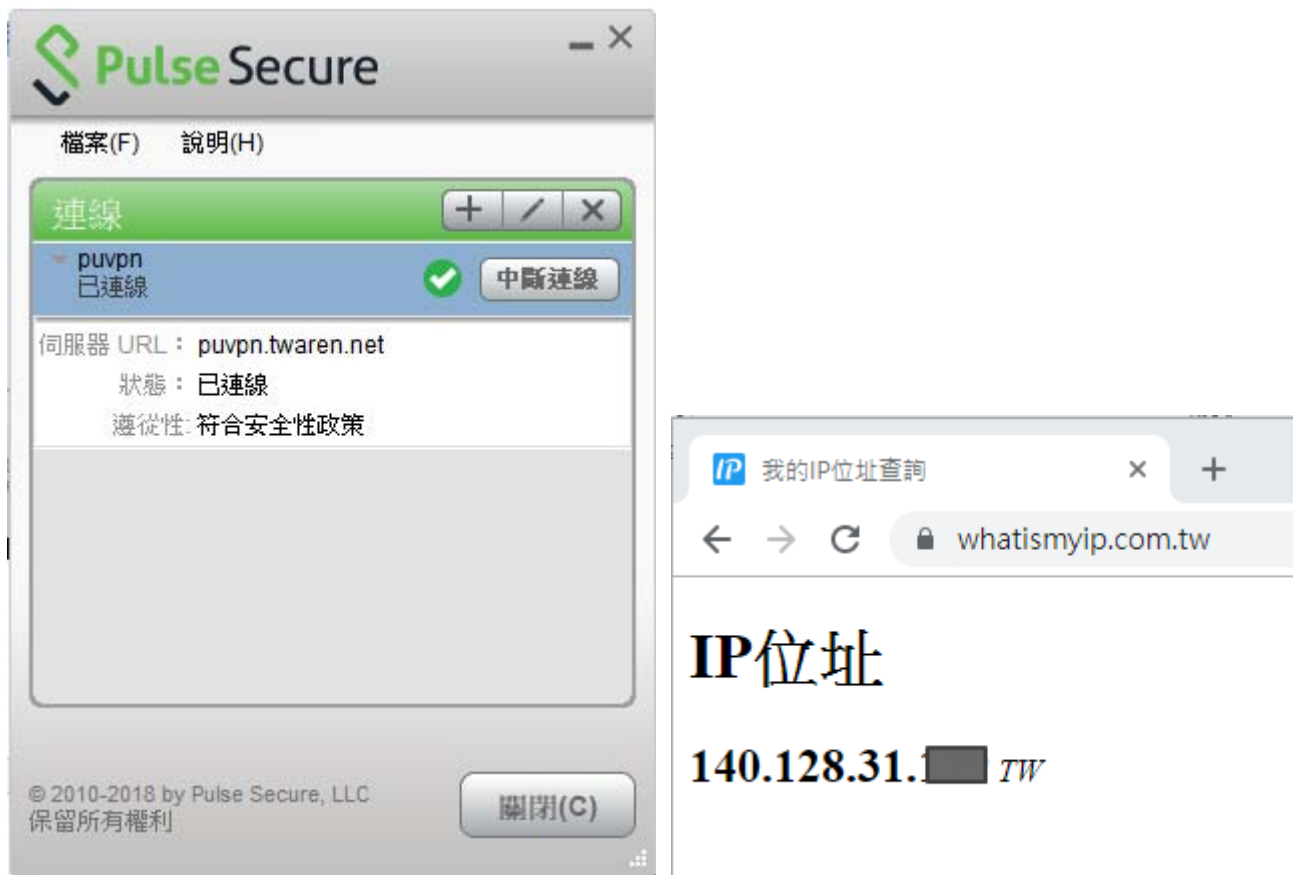 Pulse Secure
檔案(F) 說明(H)
連線
puvpn
已連線
中斷連線
伺服器 URL： puvpn.twaren.net
狀態： 已連線
遵從性: 符合安全性政策
© 2010-2018 by Pulse Secure, LLC
保留所有權利
關閉(C)
IP 我的IP位址查詢
whatismyip.com.tw
IP位址
140.128.31. TW